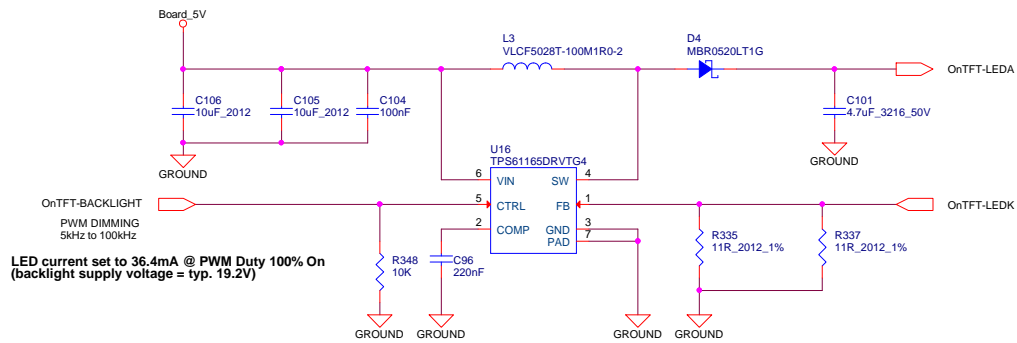 Board_5V
L3
VLCF5028T-100M1R0-2
D4
MBR0520LT1G
OnTFT-LEDA
C106
10uF_2012
C105
10uF_2012
C104
100nF
C101
4.7uF_3216_50V
GROUND
GROUND
U16
TPS61165DRVTG4
6
VIN
SW
4
OnTFT-BACKLIGHT
5
CTRL
FB
1
OnTFT-LEDK
PWM DIMMING
5kHz to 100kHz
2
COMP
GND
3
PAD
7
LED current set to 36.4mA @ PWM Duty 100% On
(backlight supply voltage = typ. 19.2V)
R348
10K
C96
220nF
R335
11R_2012_1%
R337
11R_2012_1%
GROUND
GROUND
GROUND
GROUND